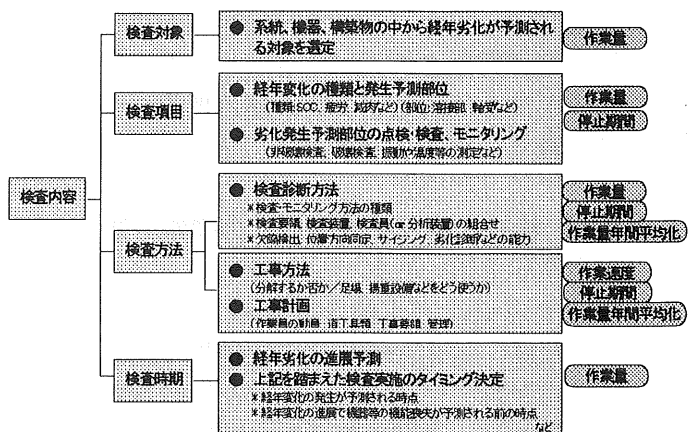 検査内容
検査対象
● 系統、機器、構築物の中から経年劣化が予測され
る対象を選定
作業量
検査項目
● 経年変化の種類と発生予測部位
(種類:SCC、疲労、減肉など)(部位:溶接部、軸受など)
● 劣化発生予測部位の点検・検査、モニタリング
(非破壊検査、破壊検査、振動や温度等の測定など)
作業量
停止期間
検査方法
● 検査診断方法
*検査・モニタリング方法の種類
*検査要領、検査装置、検査員(or 分析装置)の組合せ
*欠陥検出、位置方向同定、サイジング、劣化診断などの能力
作業量
停止期間
作業量年間平均化
● 工事方法
(分解するか否か/足場、揚重設備などをどう使うか)
● 工事計画
(作業員の動員、道工具類、工事要領、管理)
作業速度
停止期間
作業量年間平均化
検査時期
● 経年劣化の進展予測
● 上記を踏まえた検査実施のタイミング決定
*経年変化の発生が予測される時点
*経年変化の進展で機器等の機能喪失が予測される前の時点
など
作業量